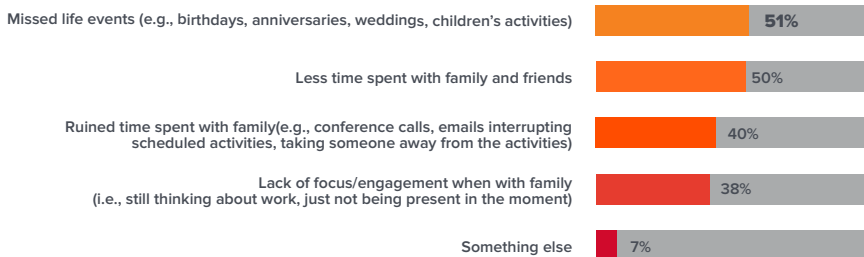 Missed life events (e.g., birthdays, anniversaries, weddings, children’s activities)
51%
Less time spent with family and friends
50%
Ruined time spent with family(e.g., conference calls, emails interrupting
scheduled activities, taking someone away from the activities)
40%
Lack of focus/engagement when with family
(i.e., still thinking about work, just not being present in the moment)
38%
Something else
7%